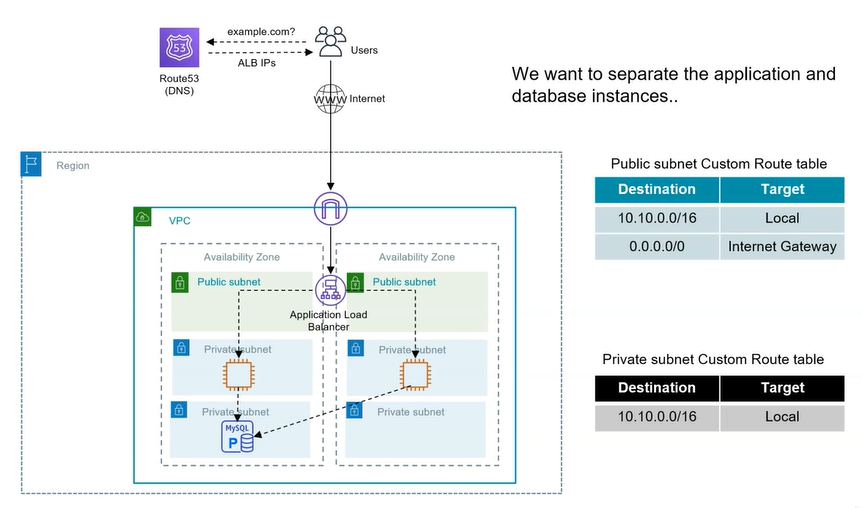 example.com?
53
ALB IPs
Users
Route53
(DNS)
WWW
Internet
We want to separate the application and
database instances..
Region
Public subnet Custom Route table
Destination Target
10.10.0.0/16 Local
0.0.0.0/0 Internet Gateway
VPC
Availability Zone
Availability Zone
Public subnet
Public subnet
Application Load
Balancer
Private subnet
Private subnet
Private subnet Custom Route table
Destination Target
10.10.0.0/16 Local
Private subnet
Private subnet
MySQL
P